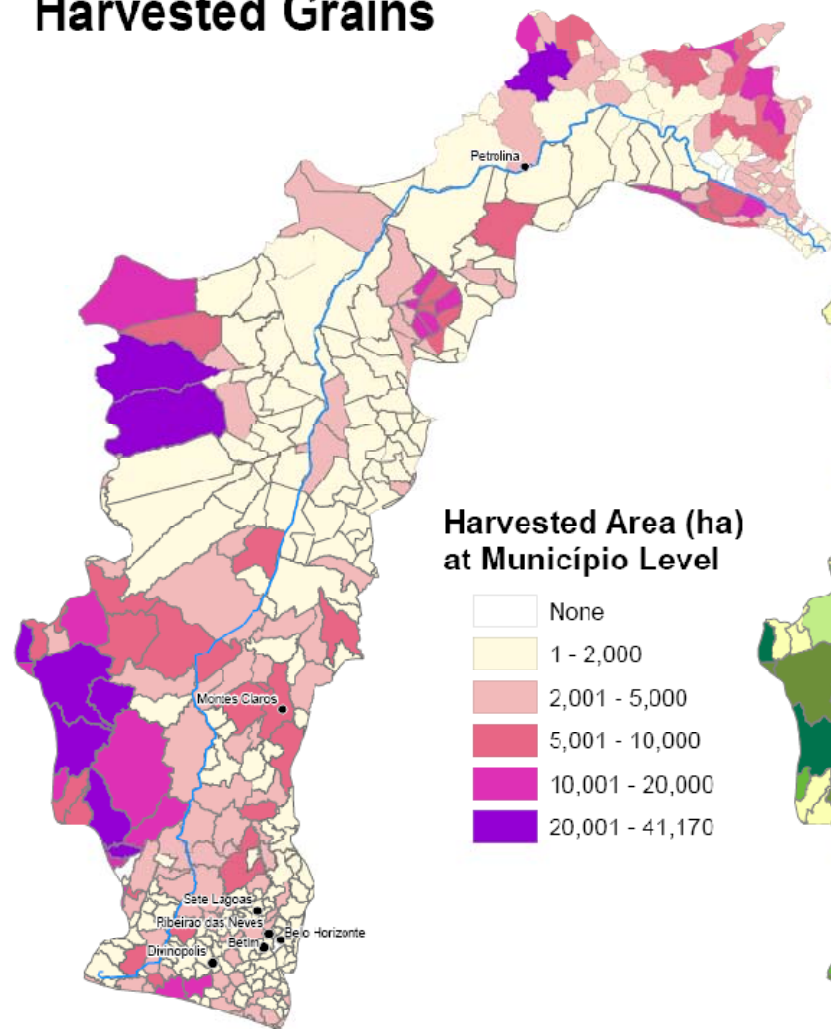 Harvested Grains
Petrolina
Harvested Area (ha)
at Município Level
None
1 - 2,000
2,001 - 5,000
5,001 - 10,000
10,001 - 20,000
20,001 - 41,170
Montes Claros
Sete Lagoas
Ribeirao das Neves
Belo Horizonte
Betim
Divinopolis